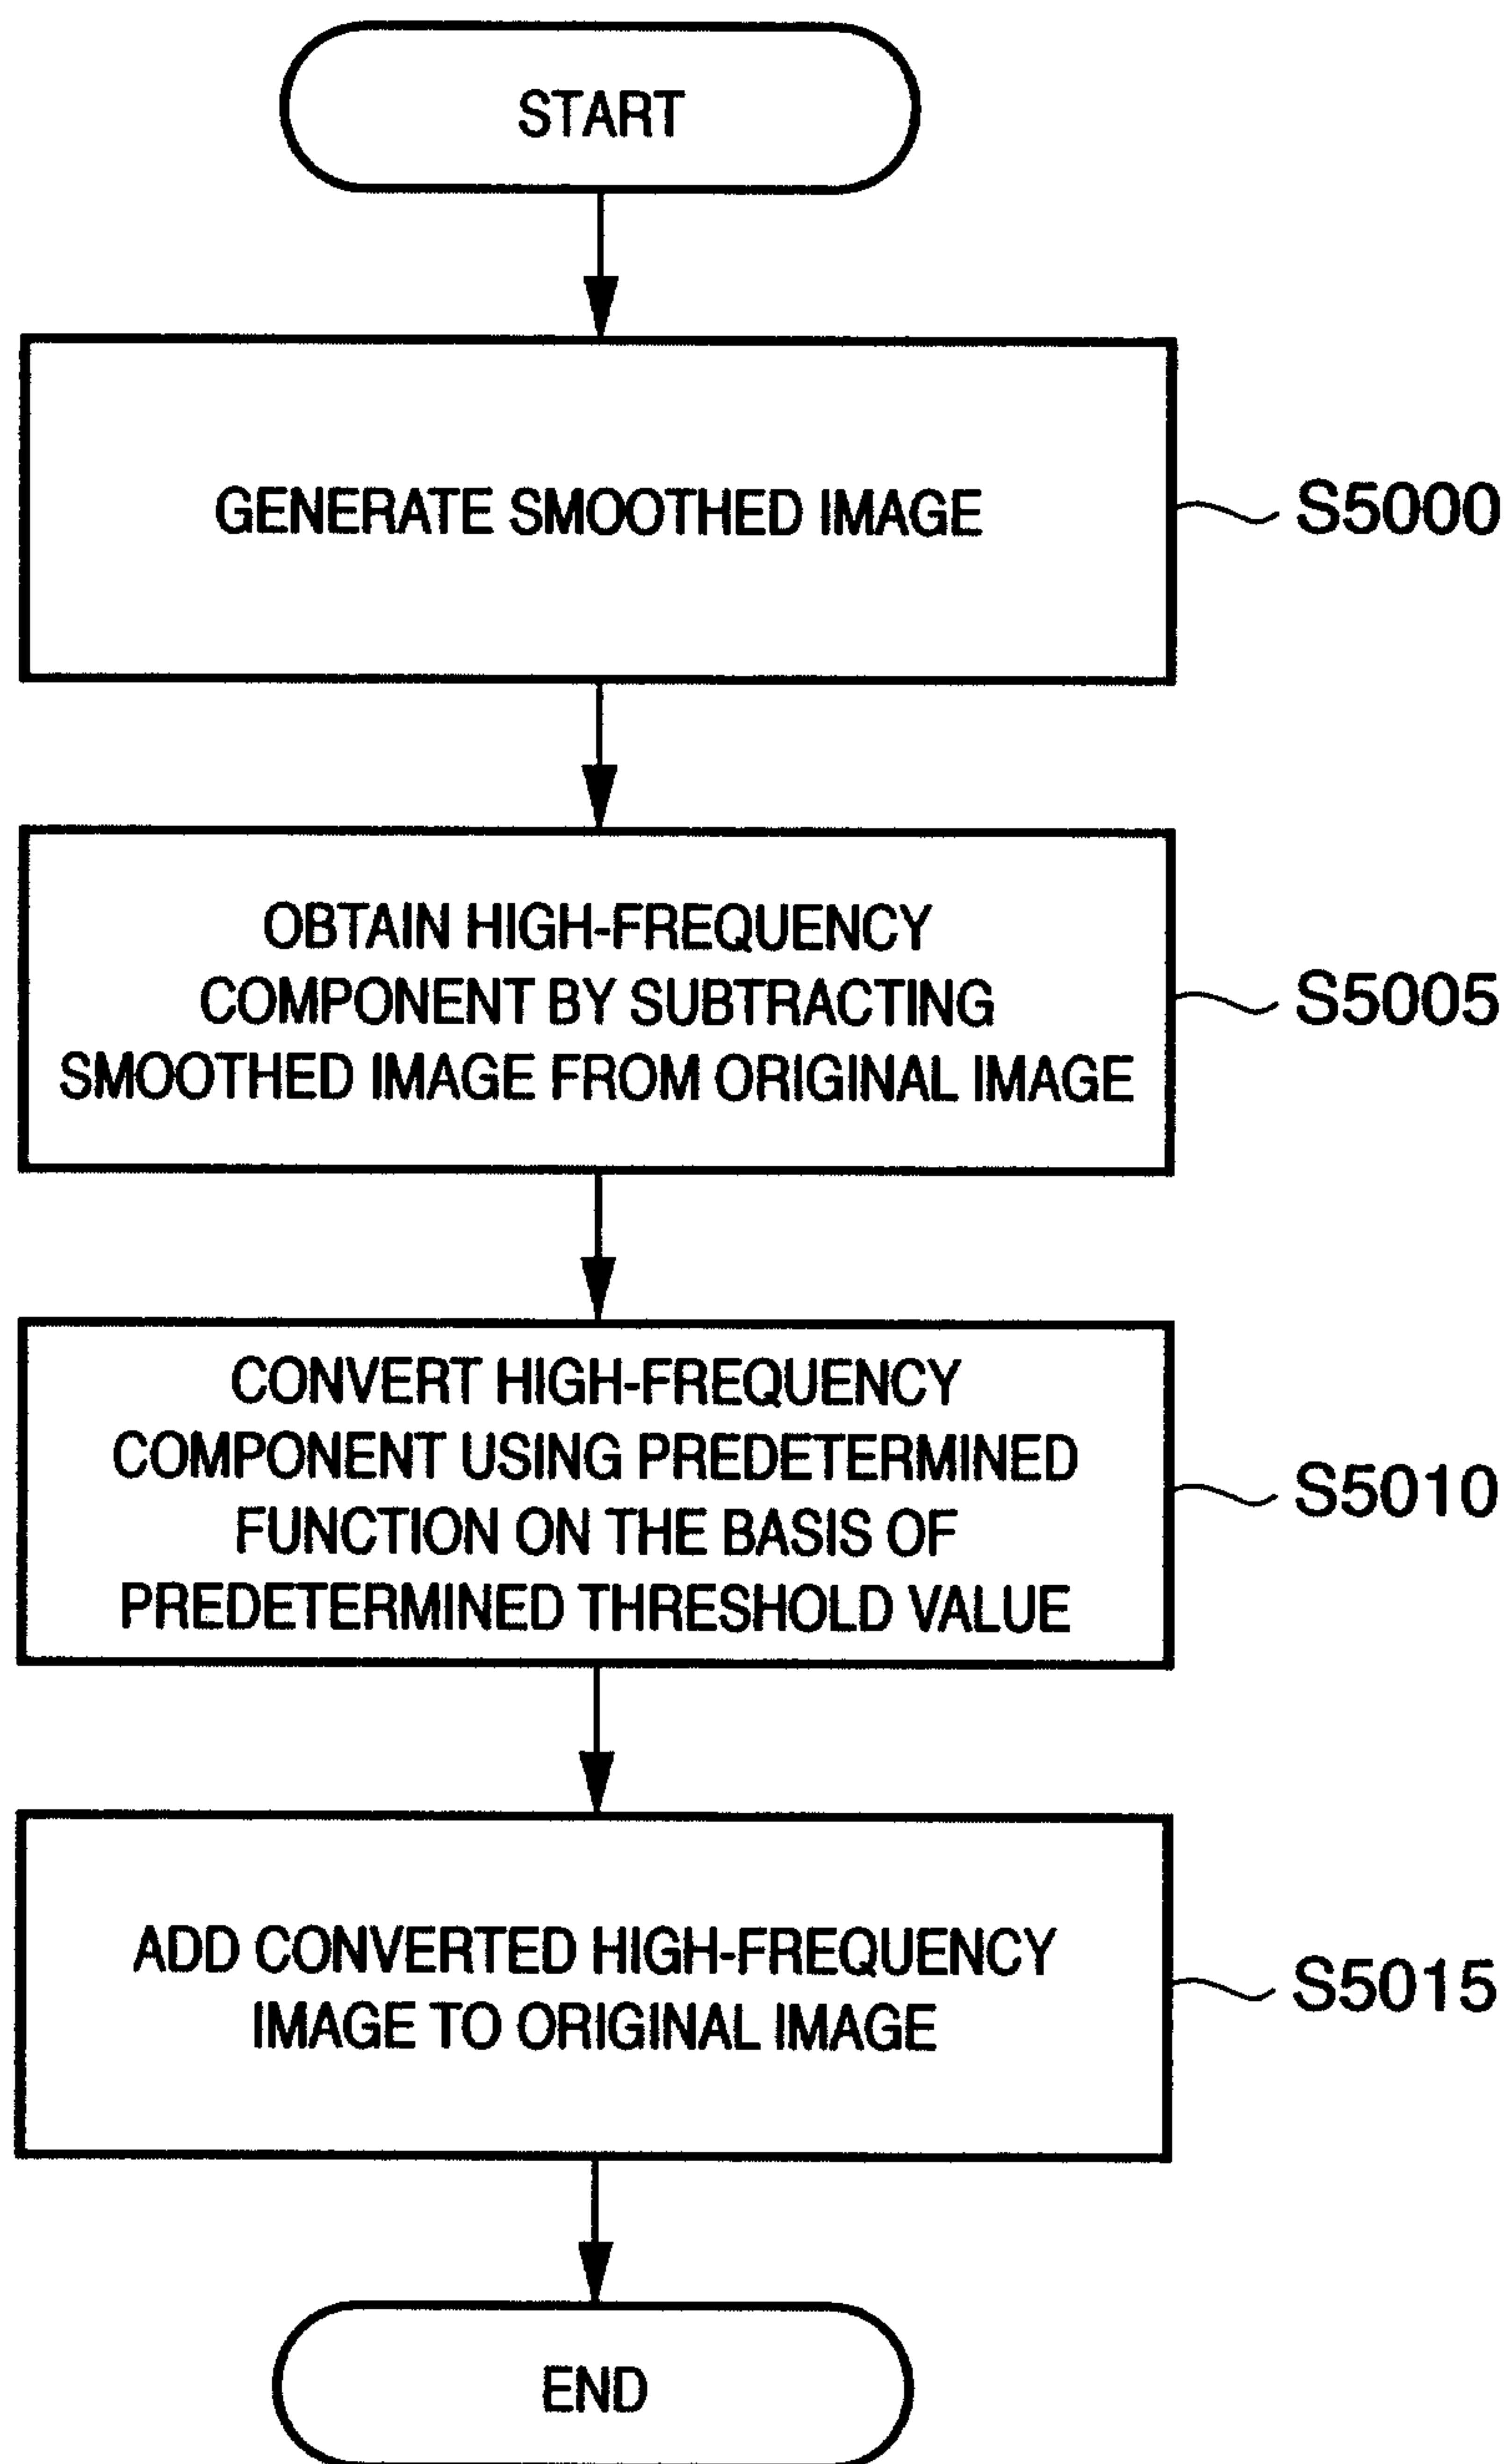 START
GENERATE SMOOTHED IMAGE
S5000
OBTAIN HIGH-FREQUENCY
COMPONENT BY SUBTRACTING
SMOOTHED IMAGE FROM ORIGINAL IMAGE
S5005
CONVERT HIGH-FREQUENCY
COMPONENT USING PREDETERMINED
FUNCTION ON THE BASIS OF
PREDETERMINED THRESHOLD VALUE
S5010
ADD CONVERTED HIGH-FREQUENCY
IMAGE TO ORIGINAL IMAGE
S5015
END